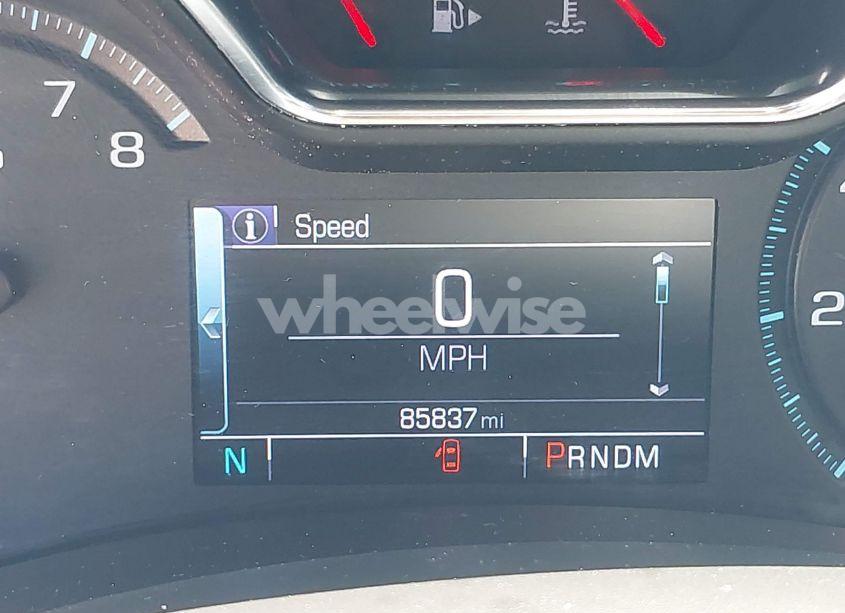 7
8
Speed
0
wheelwise
MPH
85837 mi
N
PRNDM
2